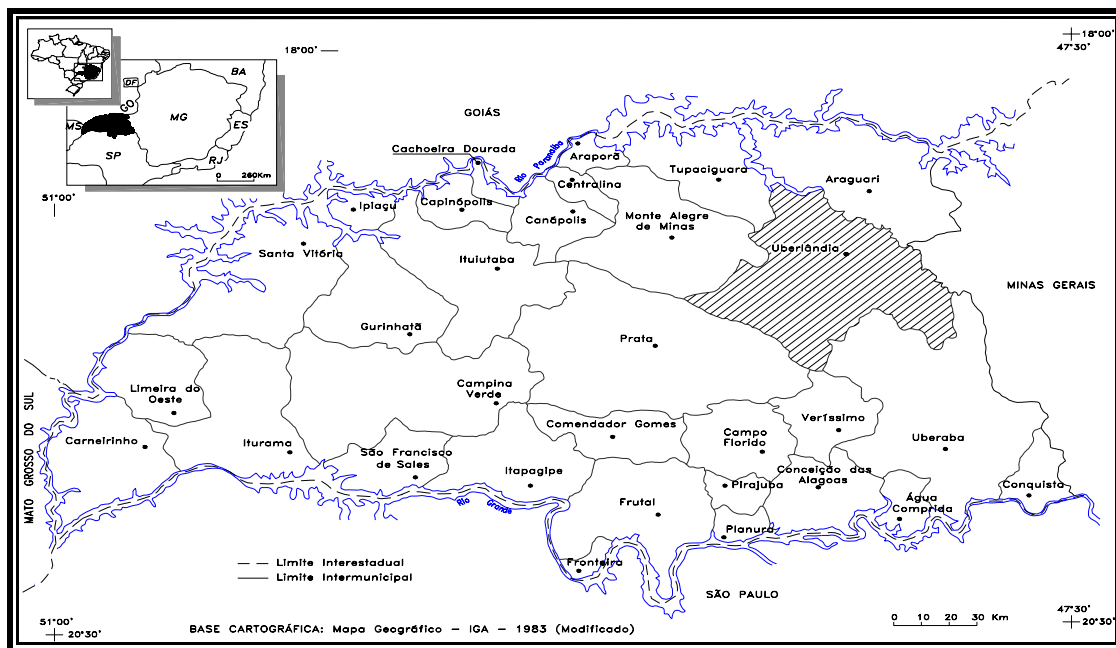 18°00'
18°00'
47°30'
BA
DF
GO
MG
MS
ES
SP
RJ
0 260Km
51°00'
GOIÁS
Cachoeira Dourada
Rio Paranaíba
Araporã
Centralina
Tupaciguara
Araguari
Ipiaçu
Capinópolis
Canápolis
Monte Alegre
de Minas
Uberlândia
Santa Vitória
Ituiutaba
MINAS GERAIS
Gurinhatã
Prata
Limeira do
Oeste
Campina
Verde
Comendador Gomes
Campo
Florido
Veríssimo
Uberaba
Carneirinho
Iturama
São Francisco
de Sales
Itapagipe
Pirajuba
Conceição das
Alagoas
Água
Comprida
Conquista
MATO GROSSO DO SUL
Rio Grande
Frutal
Planura
Fronteira
Limite Interestadual
Limite Intermunicipal
SÃO PAULO
51°00'
20°30'
BASE CARTOGRÁFICA: Mapa Geográfico – IGA – 1983 (Modificado)
0 10 20 30 Km
47°30'
20°30'